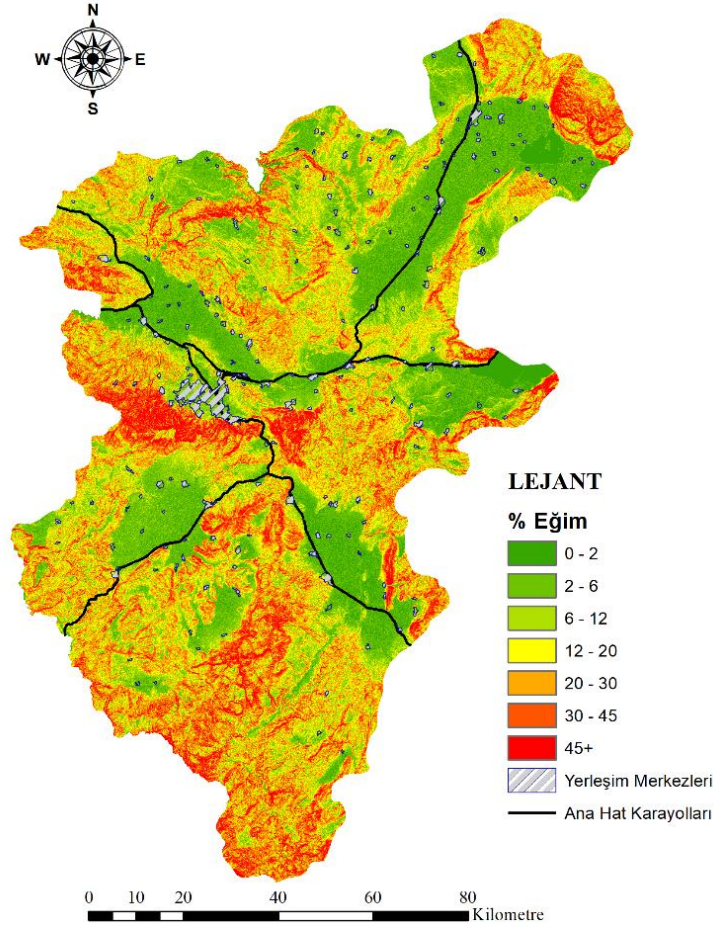 N
W E
S
LEJANT
% Eğim
0 - 2
2 - 6
6 - 12
12 - 20
20 - 30
30 - 45
45+
Yerleşim Merkezleri
Ana Hat Karayolları
0 10 20 40 60 80
Kilometre